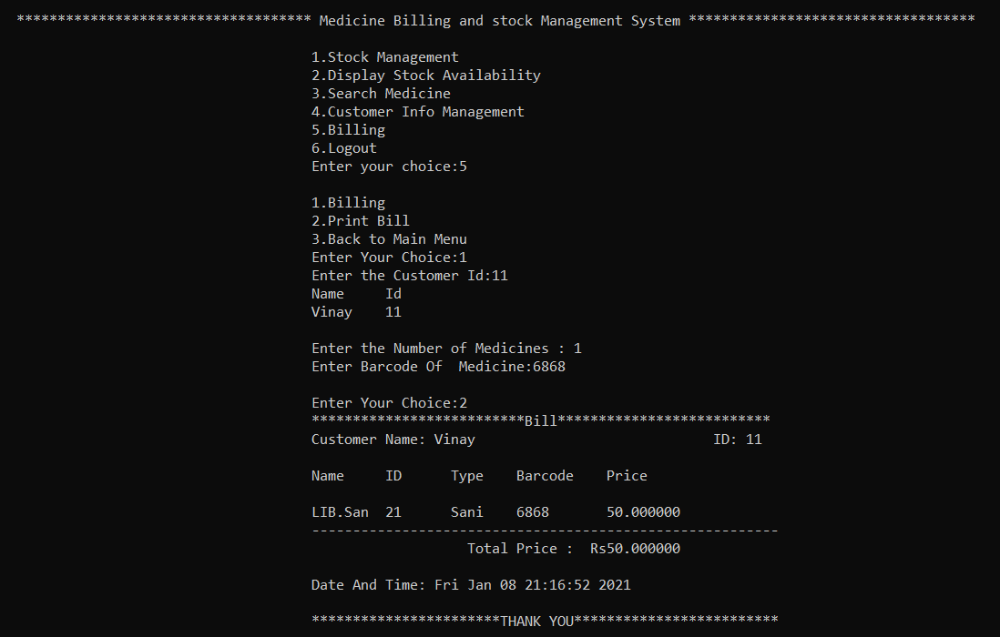 ************************************ Medicine Billing and stock Management System ***********************************
1.Stock Management
2.Display Stock Availability
3.Search Medicine
4.Customer Info Management
5.Billing
6.Logout
Enter your choice:5
1.Billing
2.Print Bill
3.Back to Main Menu
Enter Your Choice:1
Enter the Customer Id:11
Name     Id
Vinay    11
Enter the Number of Medicines : 1
Enter Barcode Of  Medicine:6868
Enter Your Choice:2
**************************Bill**************************
Customer Name: Vinay                             ID: 11
Name     ID      Type    Barcode    Price
LIB.San  21      Sani    6868       50.000000
---------------------------------------------------------
Total Price :  Rs50.000000
Date And Time: Fri Jan 08 21:16:52 2021
***********************THANK YOU*************************